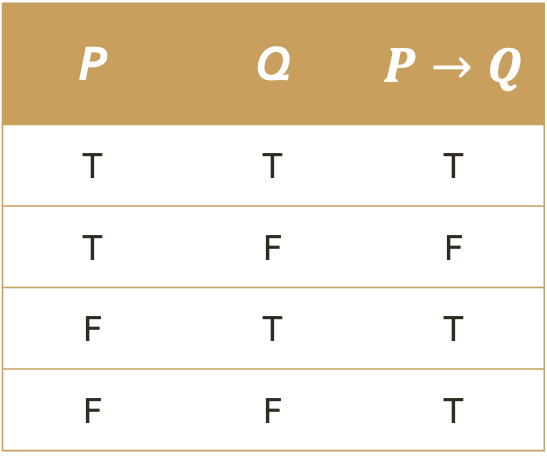 P Q P → Q
T T T
T F F
F T T
F F T